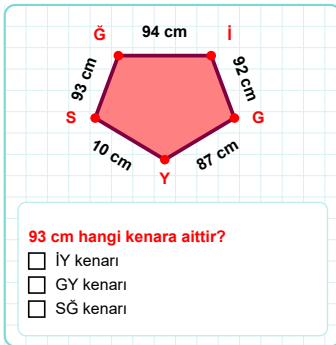 94 cm
Ğ
İ
93 cm
92 cm
S
G
10 cm
87 cm
Y
93 cm hangi kenara aittir?
İY kenarı
GY kenarı
SĞ kenarı